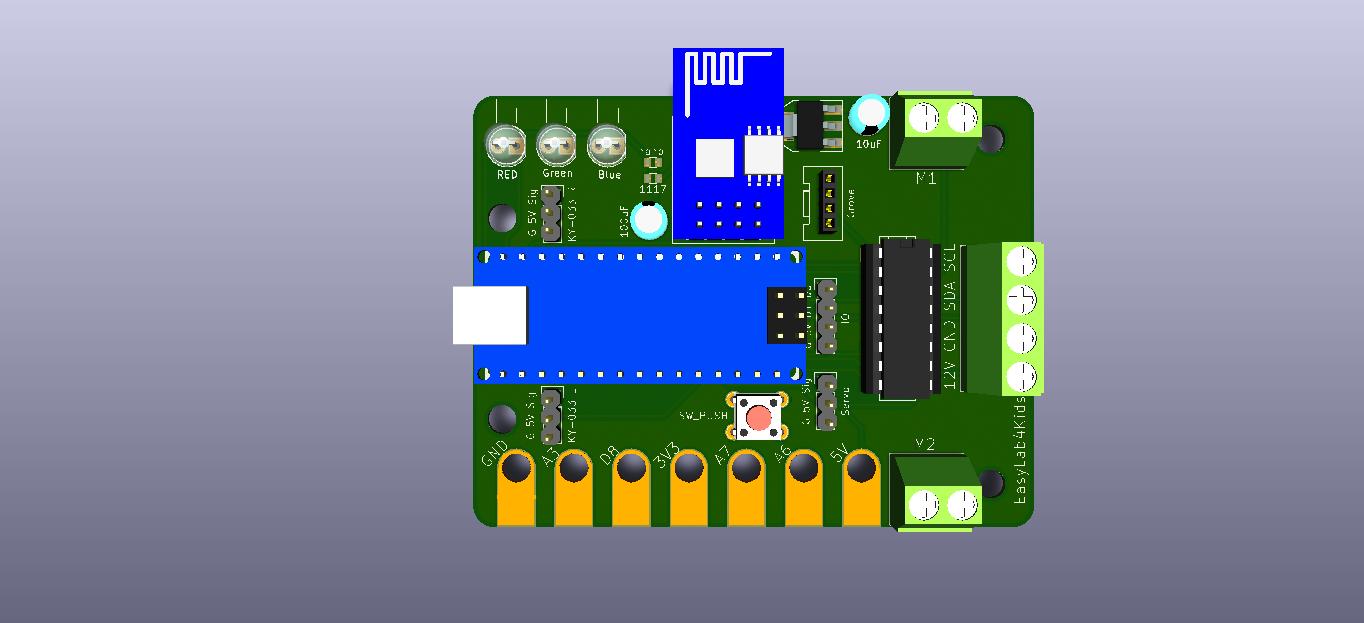 RED
Green
Blue
1117
100uF
10uF
M1
G 5V Sig
KY-033
Grove
12V GND SDA SCL
IO
G 5V Sig
Servo
SW_PUSH
G 5V Sig
KY-033 L
GND
A3
D8
3V3
A7
A6
5V
M2
EasyLab4Kids